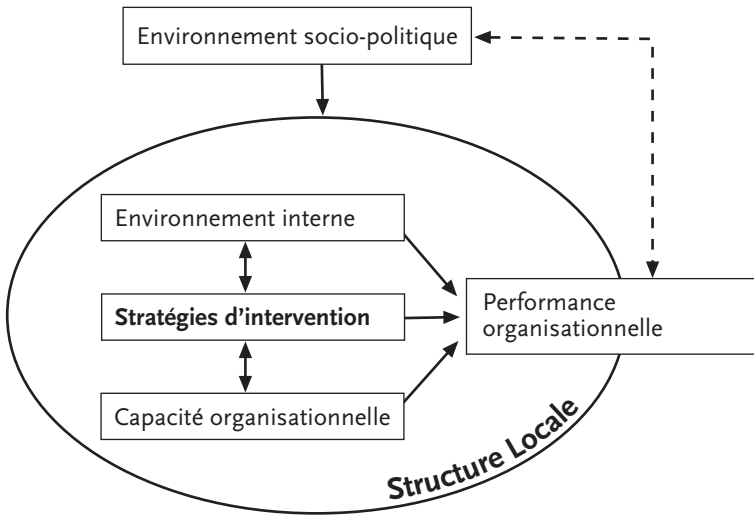 Environnement socio-politique
Environnement interne
Stratégies d'intervention
Capacité organisationnelle
Performance
organisationnelle
Structure Locale